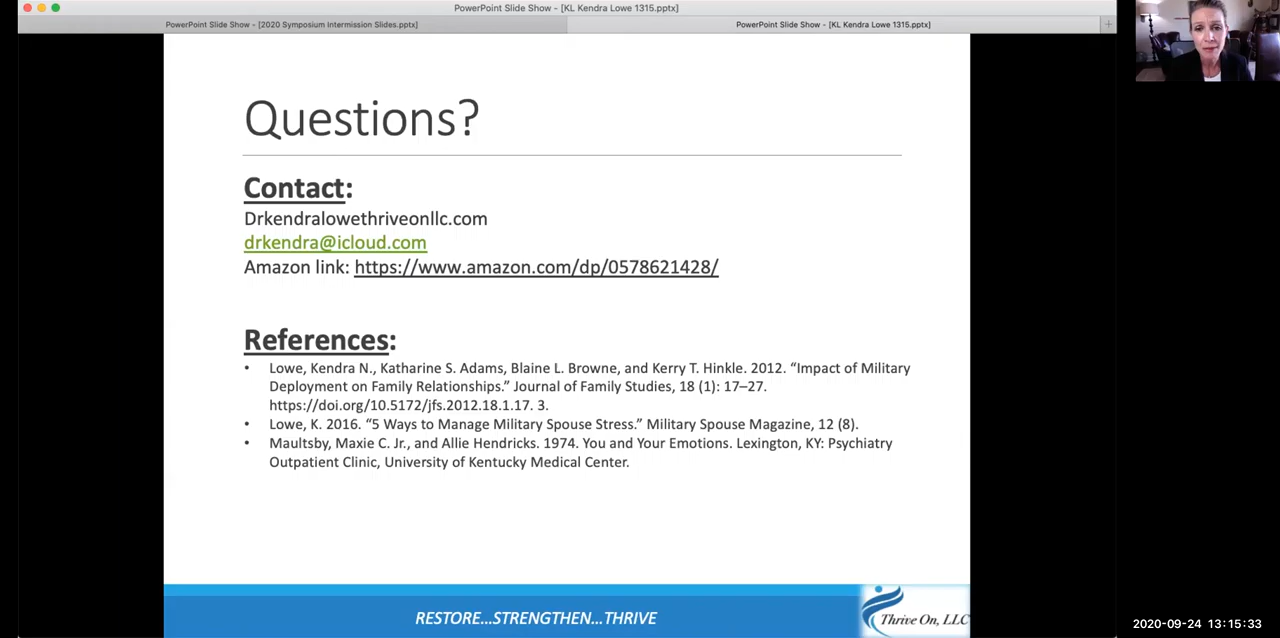 PowerPoint Slide Show - [KL Kendra Lowe 1315.pptx]
PowerPoint Slide Show - [2020 Symposium Intermission Slides.pptx]
PowerPoint Slide Show - [KL Kendra Lowe 1315.pptx]
Questions?
Contact:
Drkendralowethriveonllc.com
drkendra@icloud.com
Amazon link: https://www.amazon.com/dp/0578621428/
References:
• Lowe, Kendra N., Katharine S. Adams, Blaine L. Browne, and Kerry T. Hinkle. 2012. “Impact of Military
Deployment on Family Relationships.” Journal of Family Studies, 18 (1): 17–27.
https://doi.org/10.5172/jfs.2012.18.1.17. 3.
• Lowe, K. 2016. “5 Ways to Manage Military Spouse Stress.” Military Spouse Magazine, 12 (8).
• Maultsby, Maxie C. Jr., and Allie Hendricks. 1974. You and Your Emotions. Lexington, KY: Psychiatry
Outpatient Clinic, University of Kentucky Medical Center.
RESTORE...STRENGTHEN...THRIVE
Thrive On, LLC
2020-09-24 13:15:33